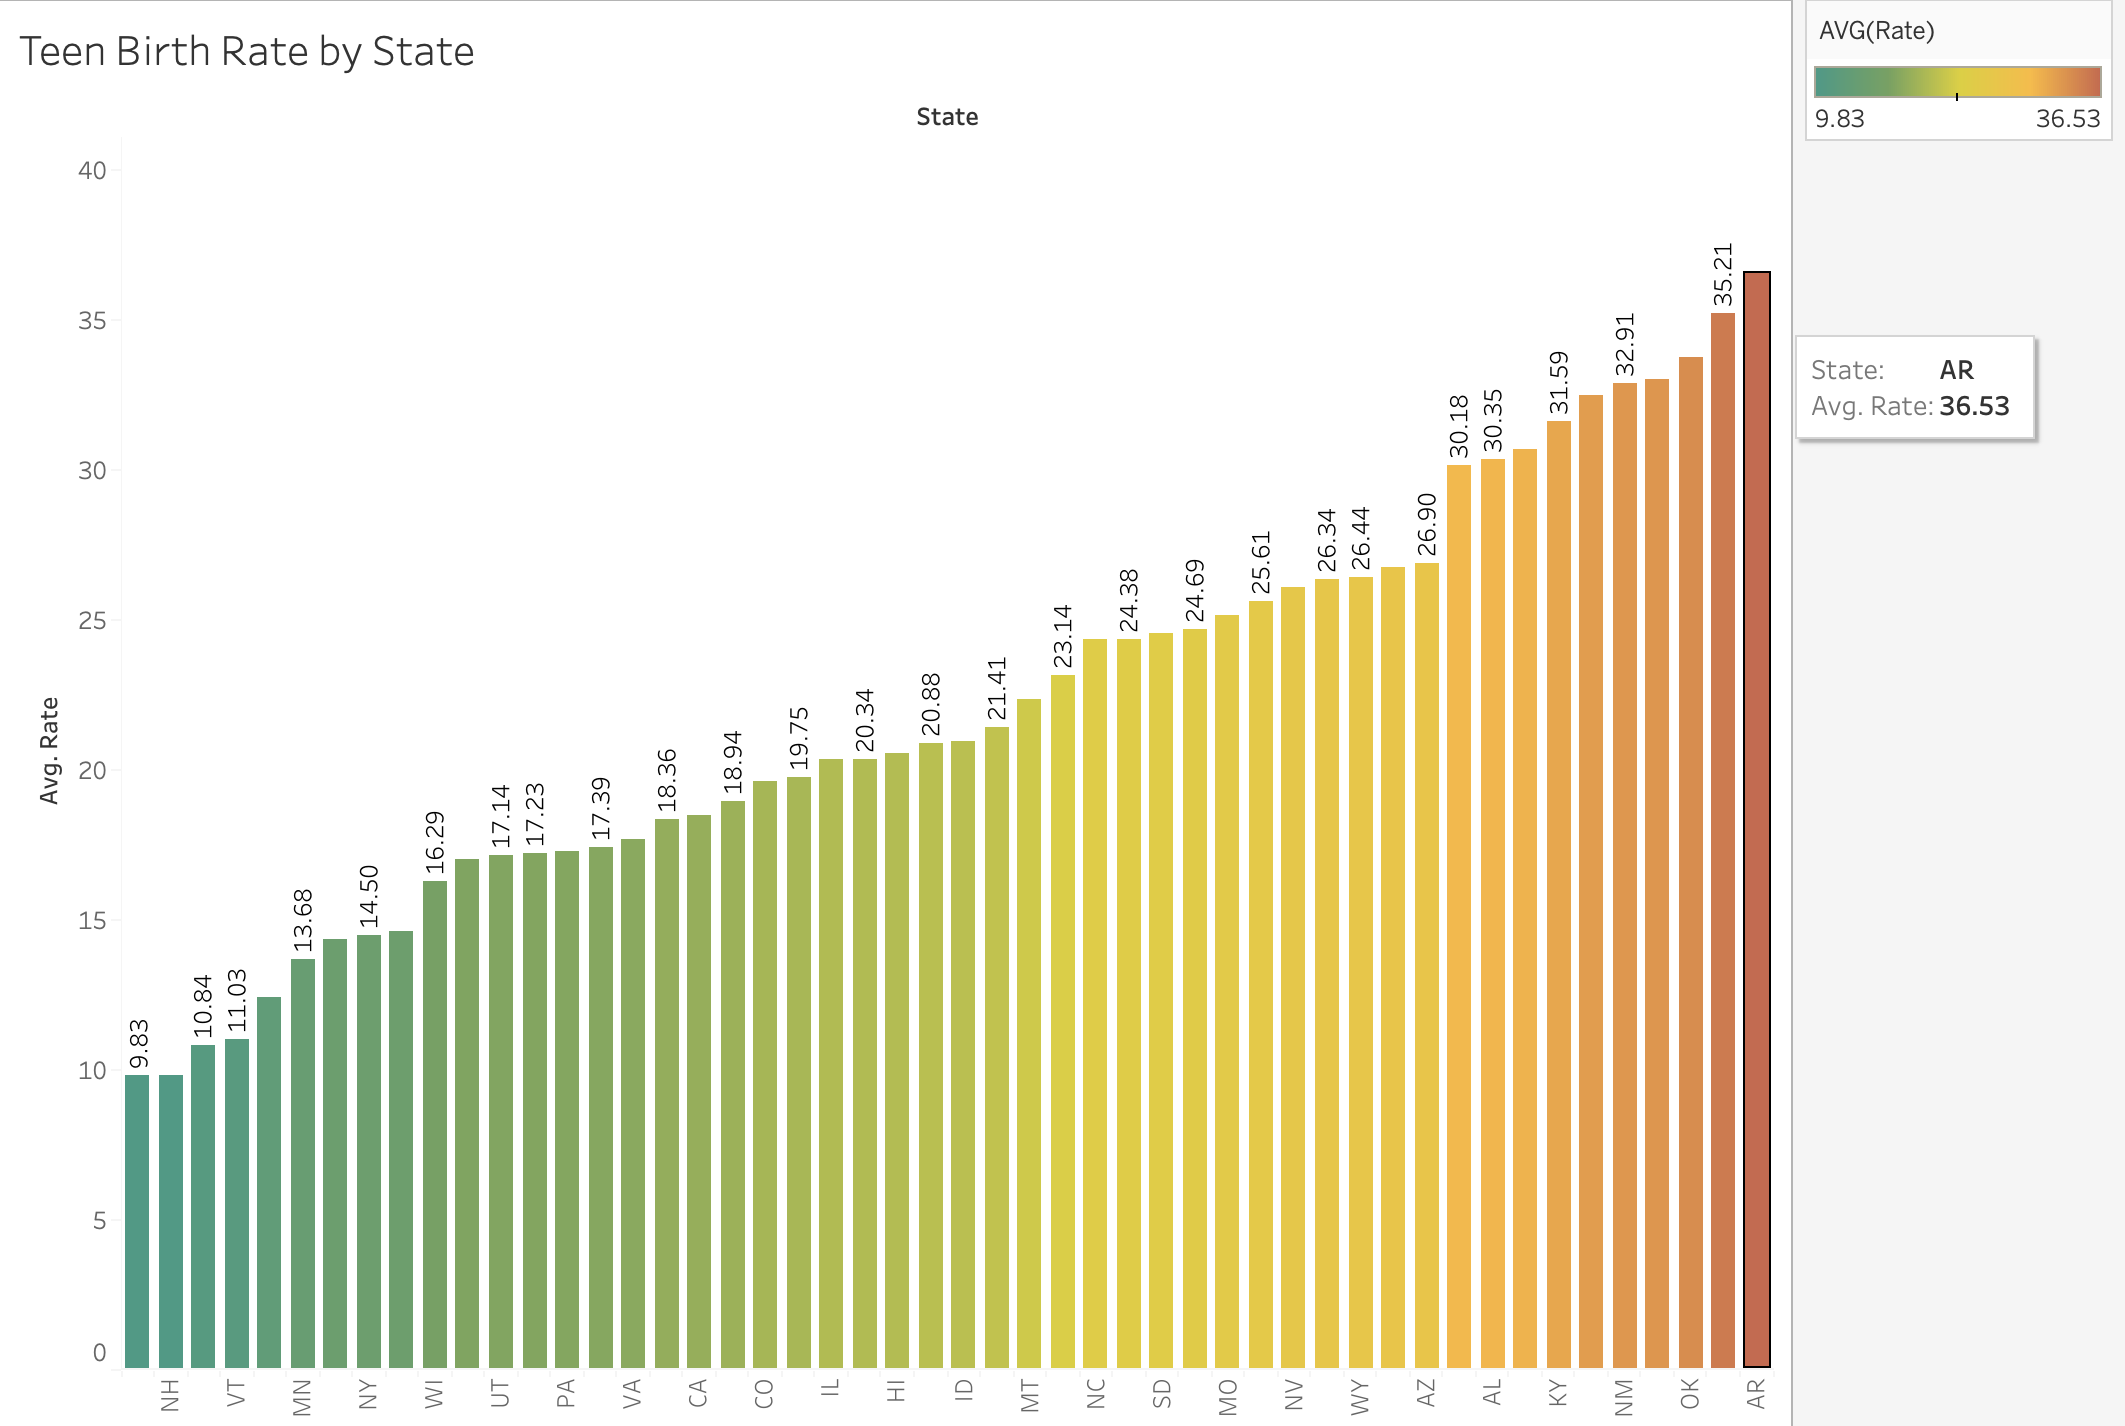 Teen Birth Rate by State
AVG(Rate)
9.83 36.53
State
Avg. Rate
40
35
30
25
20
15
10
5
0
9.83
10.84
11.03
13.68
14.50
16.29
17.14
17.23
17.39
18.36
18.94
19.75
20.34
20.88
21.41
23.14
24.38
24.69
25.61
26.34
26.44
26.90
30.18
30.35
31.59
32.91
35.21
State: AR
Avg. Rate: 36.53
NH
VT
MN
NY
WI
UT
PA
VA
CA
CO
IL
HI
ID
MT
NC
SD
MO
NV
WY
AZ
AL
KY
NM
OK
AR